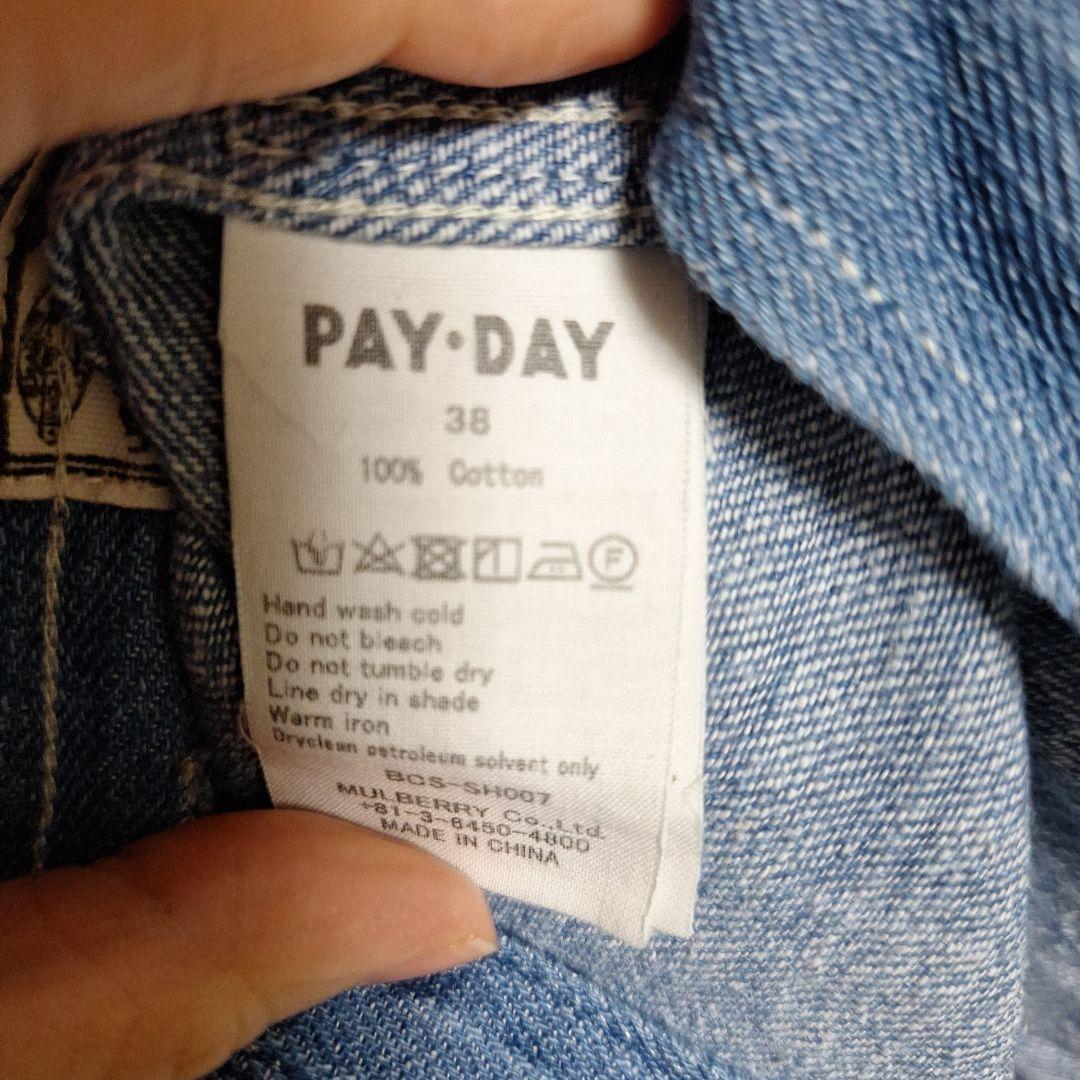 PAY·DAY
38
100% Cotton
F
Hand wash cold
Do not bleach
Do not tumble dry
Line dry in shade
Warm iron
Dryclean petroleum solvent only
BCS-SH007
MULBERRY Co.,Ltd.
+81-3-6450-4800
MADE IN CHINA